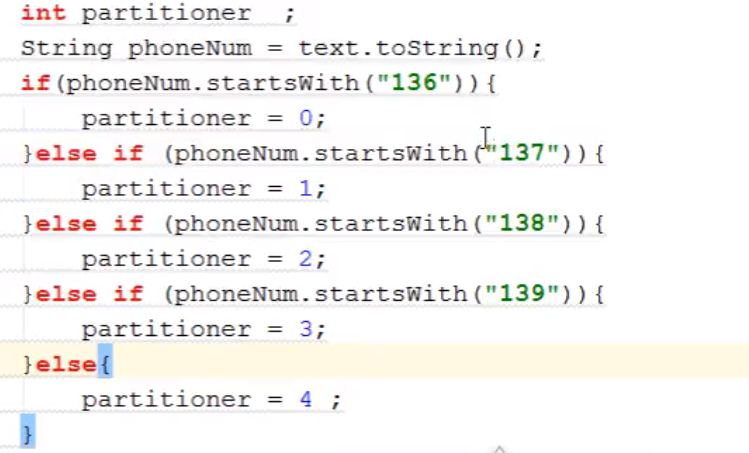 int partitioner  ;
String phoneNum = text.toString();
if(phoneNum.startsWith("136")){
    partitioner = 0;
}else if (phoneNum.startsWith("137")){
    partitioner = 1;
}else if (phoneNum.startsWith("138")){
    partitioner = 2;
}else if (phoneNum.startsWith("139")){
    partitioner = 3;
}else{
    partitioner = 4 ;
}